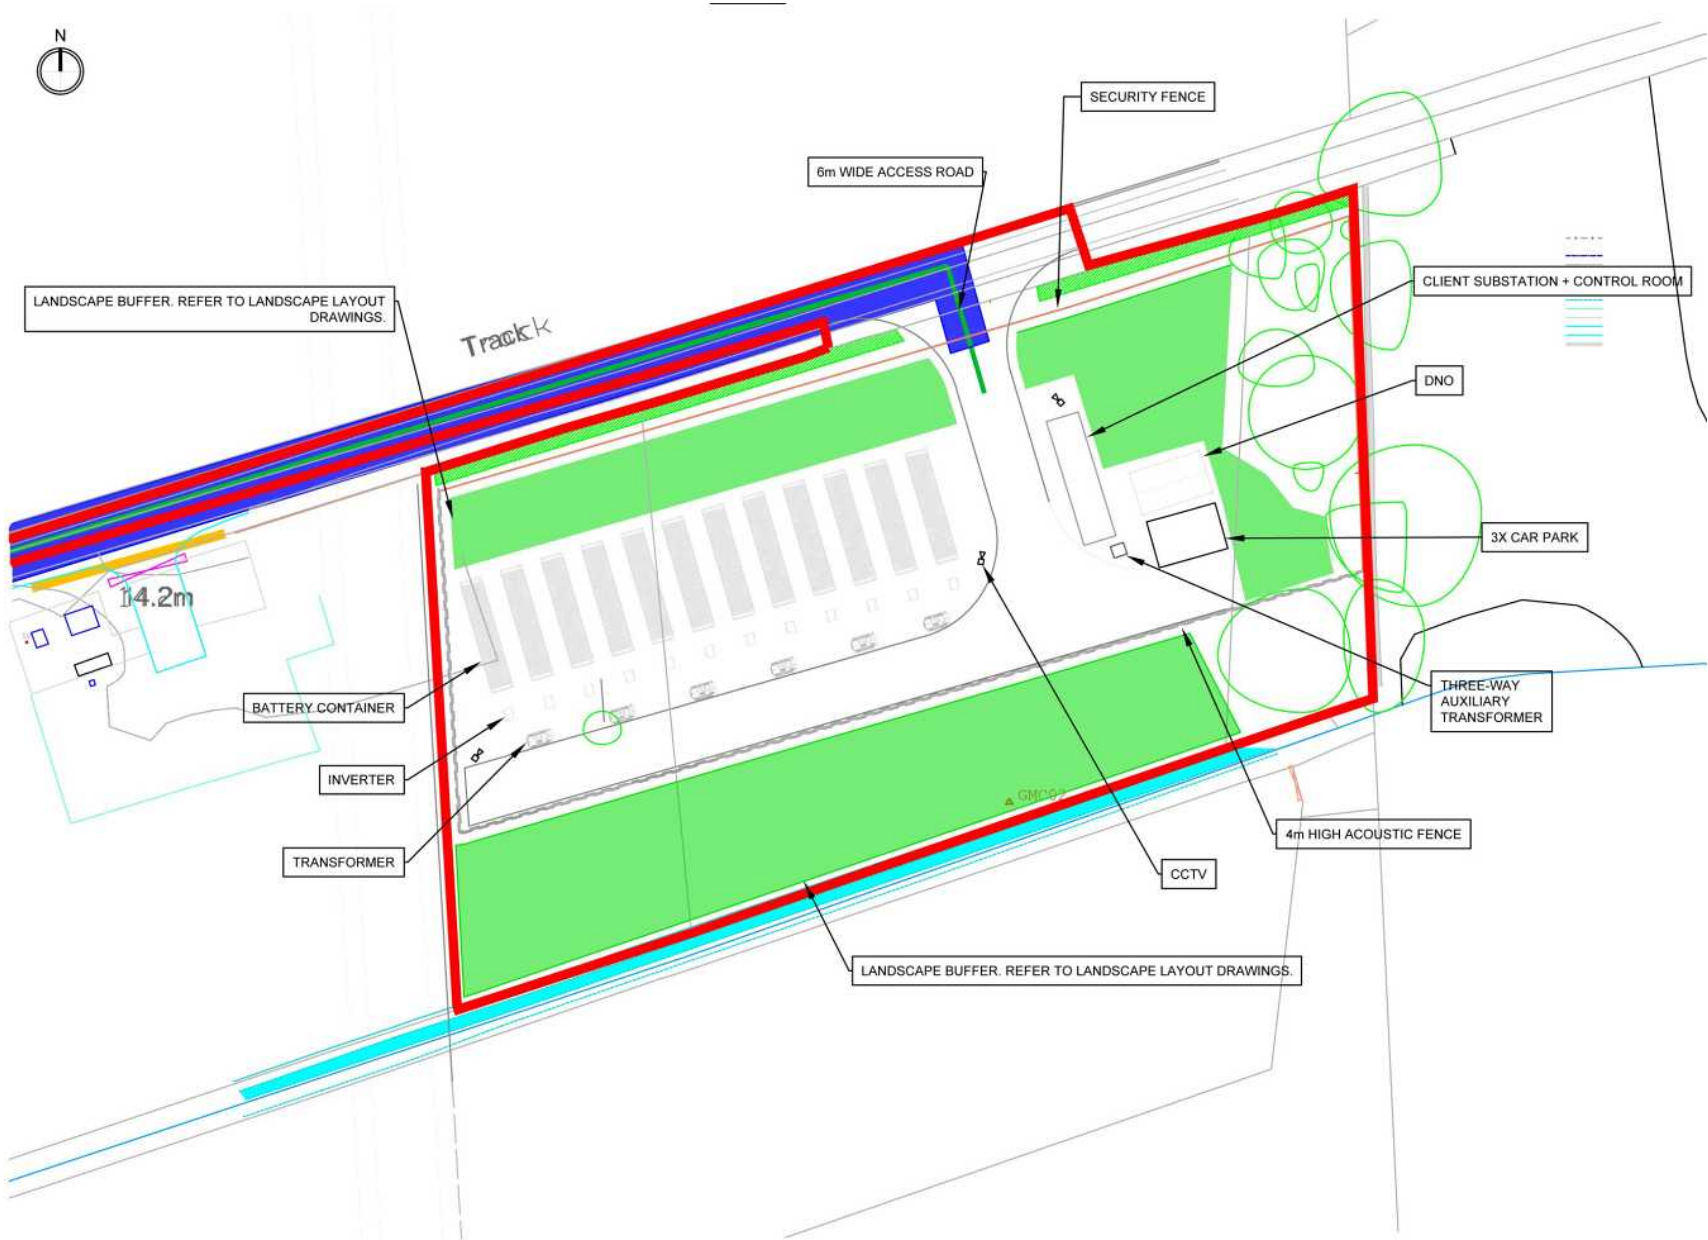 N
SECURITY FENCE
6m WIDE ACCESS ROAD
CLIENT SUBSTATION + CONTROL ROOM
LANDSCAPE BUFFER. REFER TO LANDSCAPE LAYOUT
DRAWINGS.
Track
DNO
3X CAR PARK
14.2m
BATTERY CONTAINER
THREE-WAY
AUXILIARY
TRANSFORMER
INVERTER
GMC02
4m HIGH ACOUSTIC FENCE
TRANSFORMER
CCTV
LANDSCAPE BUFFER. REFER TO LANDSCAPE LAYOUT DRAWINGS.